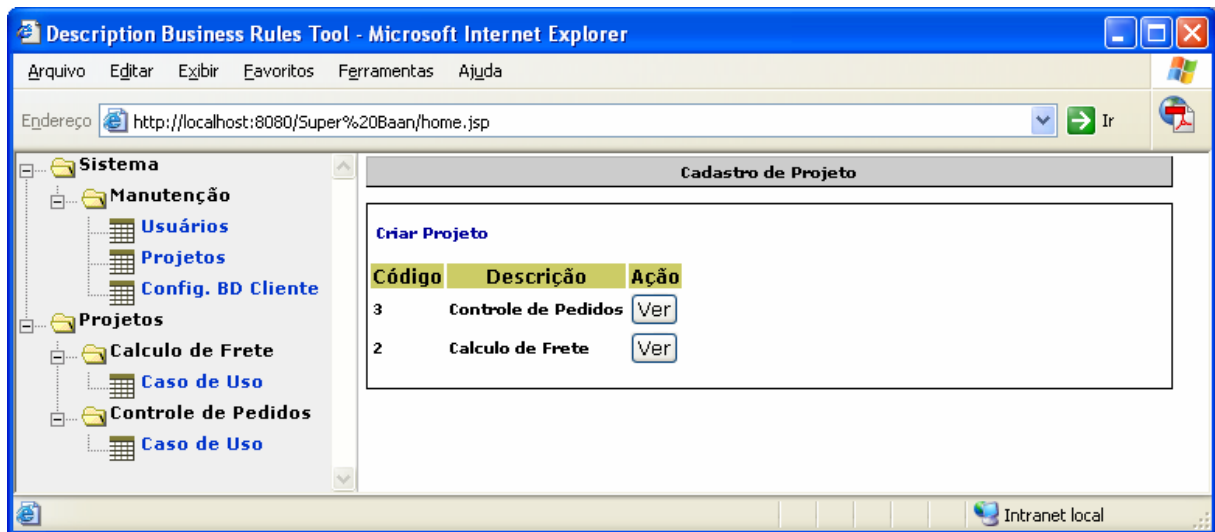 Description Business Rules Tool - Microsoft Internet Explorer
Arquivo Editar Exibir Favoritos Ferramentas Ajuda
Endereço http://localhost:8080/Super%20Baan/home.jsp Ir
Sistema
Manutenção
Usuários
Projetos
Config. BD Cliente
Projetos
Calculo de Frete
Caso de Uso
Controle de Pedidos
Caso de Uso
Cadastro de Projeto
Criar Projeto
Código Descrição Ação
3 Controle de Pedidos Ver
2 Calculo de Frete Ver
Intranet local